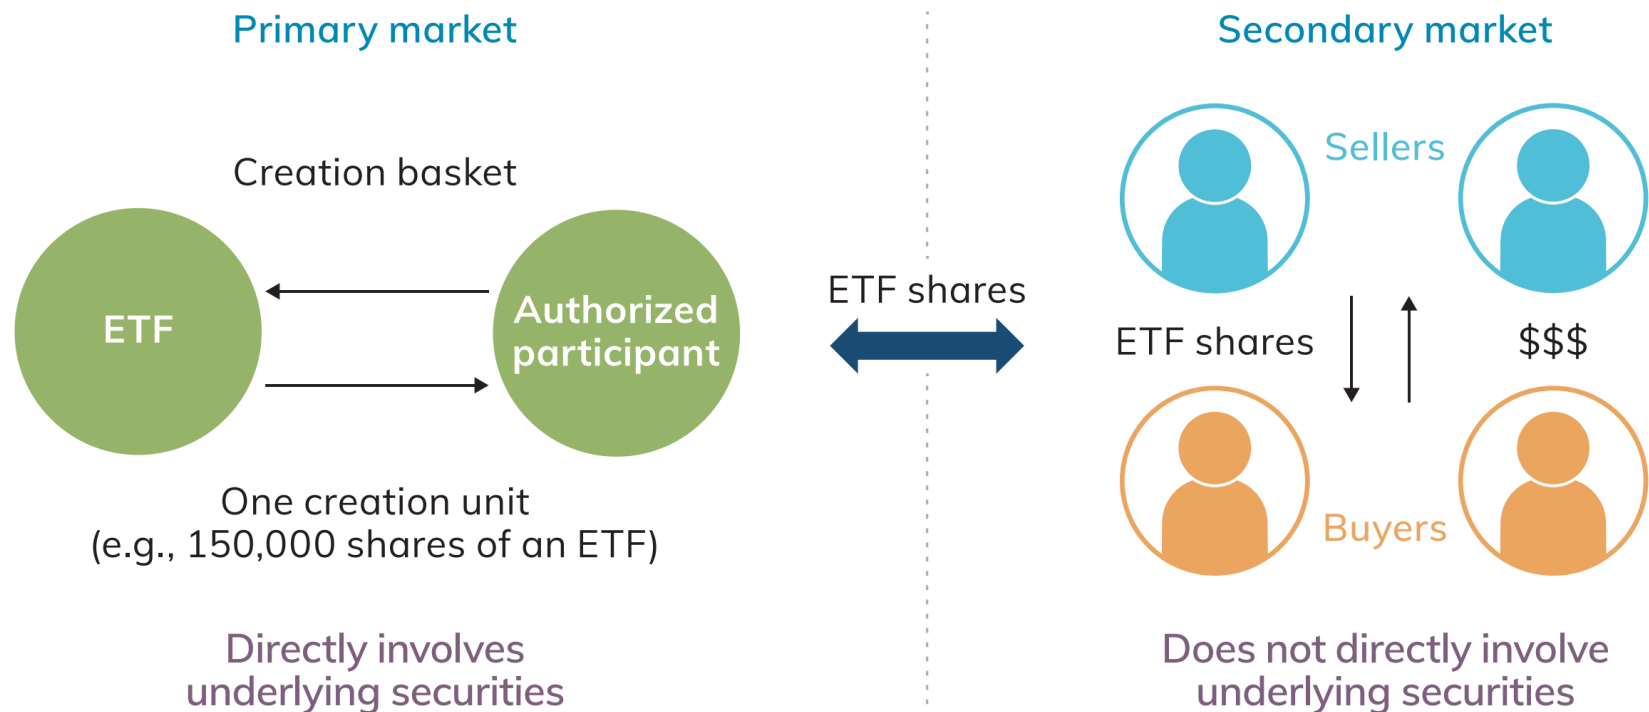 Primary market
Creation basket
ETF
Authorized
participant
One creation unit
(e.g., 150,000 shares of an ETF)
Directly involves
underlying securities
ETF shares
Secondary market
Sellers
ETF shares
$$$
Buyers
Does not directly involve
underlying securities